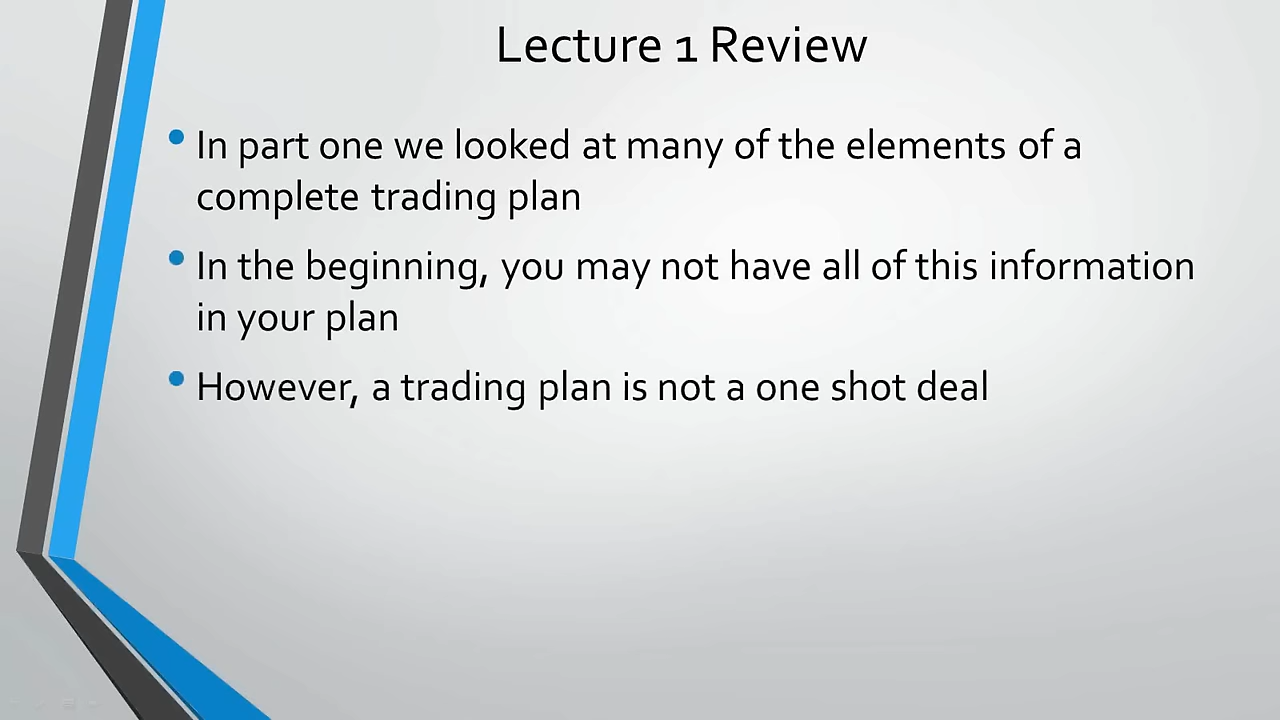 Lecture 1 Review
• In part one we looked at many of the elements of a
complete trading plan
• In the beginning, you may not have all of this information
in your plan
• However, a trading plan is not a one shot deal